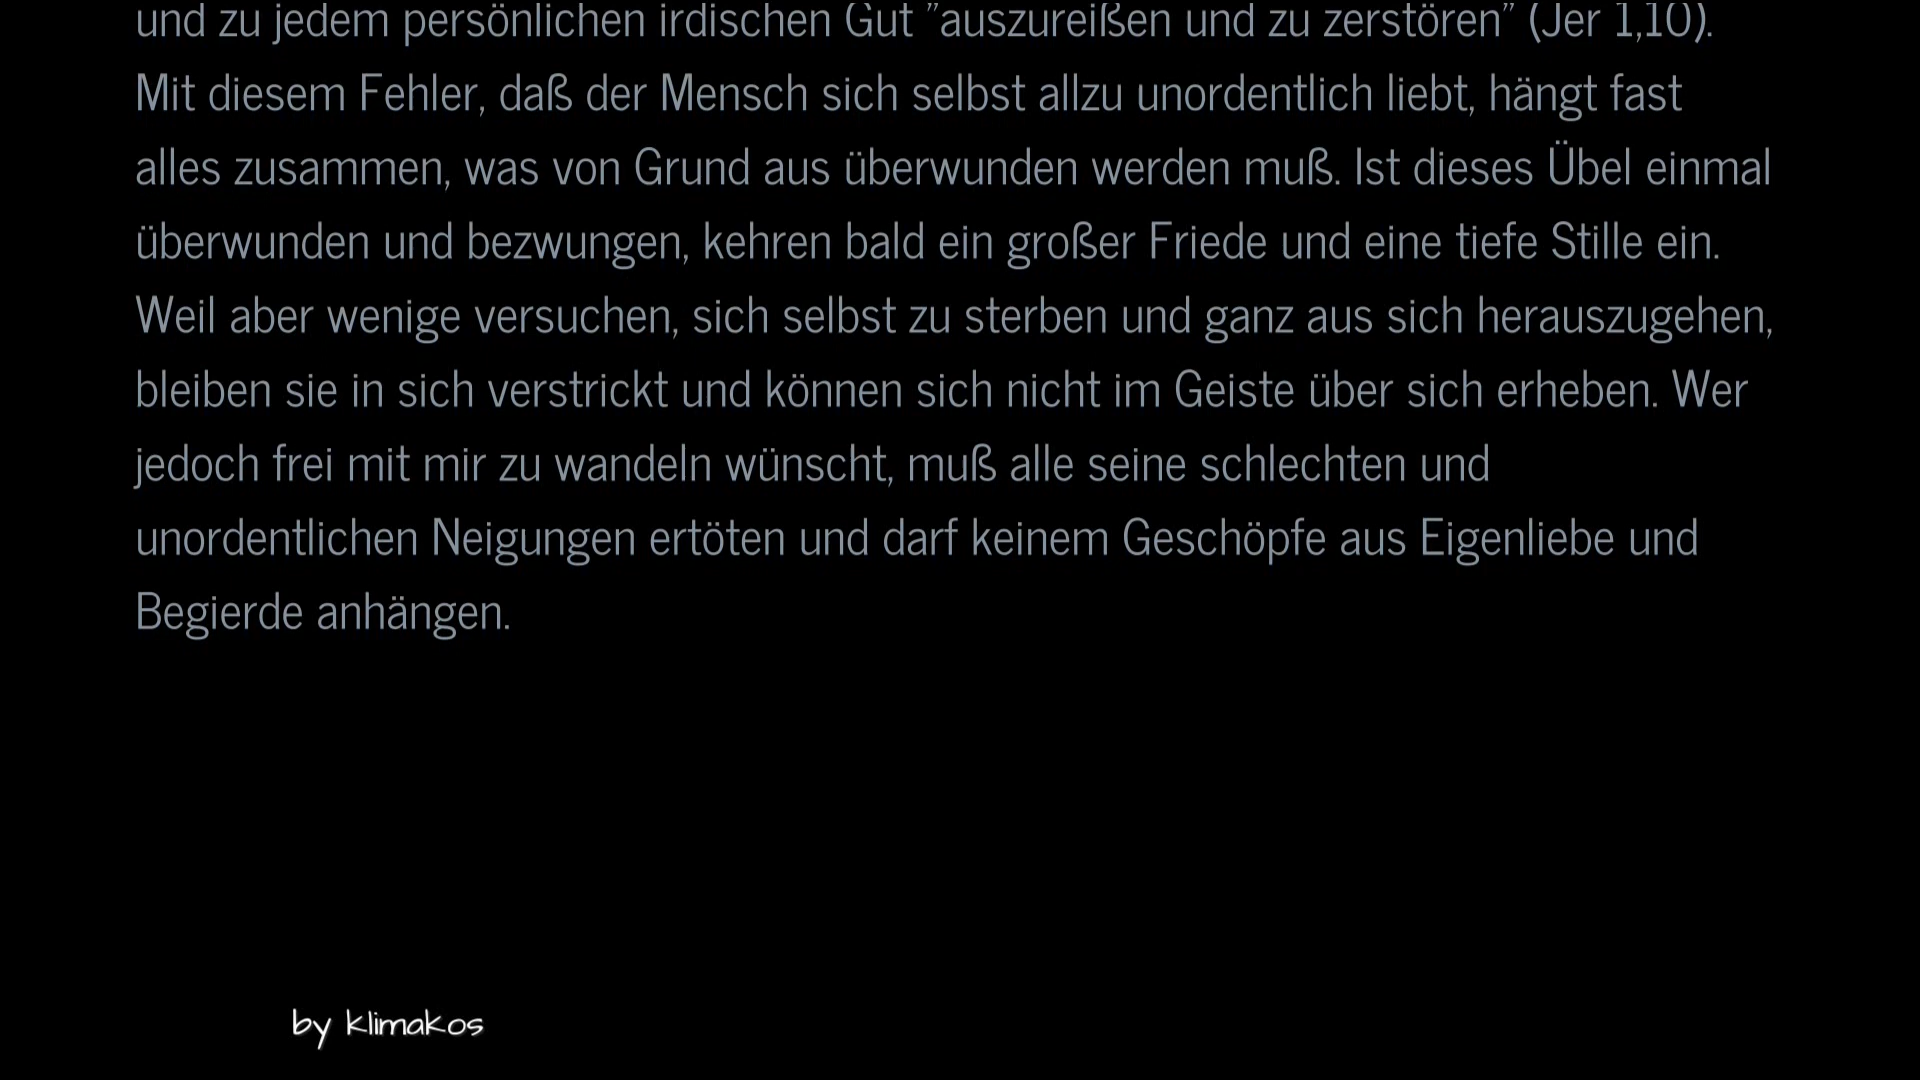 und zu jedem persönlichen irdischen Gut "auszureißen und zu zerstören" (Jer 1,10).
Mit diesem Fehler, daß der Mensch sich selbst allzu unordentlich liebt, hängt fast
alles zusammen, was von Grund aus überwunden werden muß. Ist dieses Übel einmal
überwunden und bezwungen, kehren bald ein großer Friede und eine tiefe Stille ein.
Weil aber wenige versuchen, sich selbst zu sterben und ganz aus sich herauszugehen,
bleiben sie in sich verstrickt und können sich nicht im Geiste über sich erheben. Wer
jedoch frei mit mir zu wandeln wünscht, muß alle seine schlechten und
unordentlichen Neigungen ertöten und darf keinem Geschöpfe aus Eigenliebe und
Begierde anhängen.
by klimakos